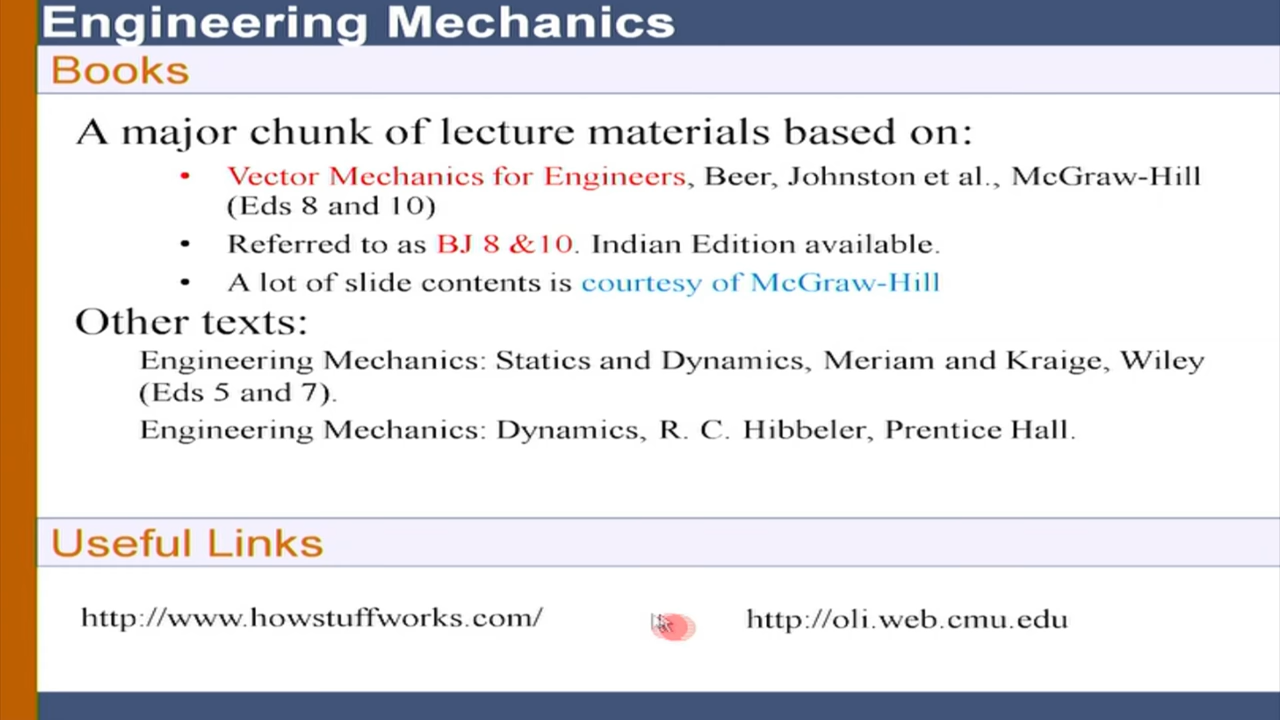 Engineering Mechanics
Books
A major chunk of lecture materials based on:
• Vector Mechanics for Engineers, Beer, Johnston et al., McGraw-Hill
(Eds 8 and 10)
• Referred to as BJ 8 &10. Indian Edition available.
• A lot of slide contents is courtesy of McGraw-Hill
Other texts:
Engineering Mechanics: Statics and Dynamics, Meriam and Kraige, Wiley
(Eds 5 and 7).
Engineering Mechanics: Dynamics, R. C. Hibbeler, Prentice Hall.
Useful Links
http://www.howstuffworks.com/ http://oli.web.cmu.edu